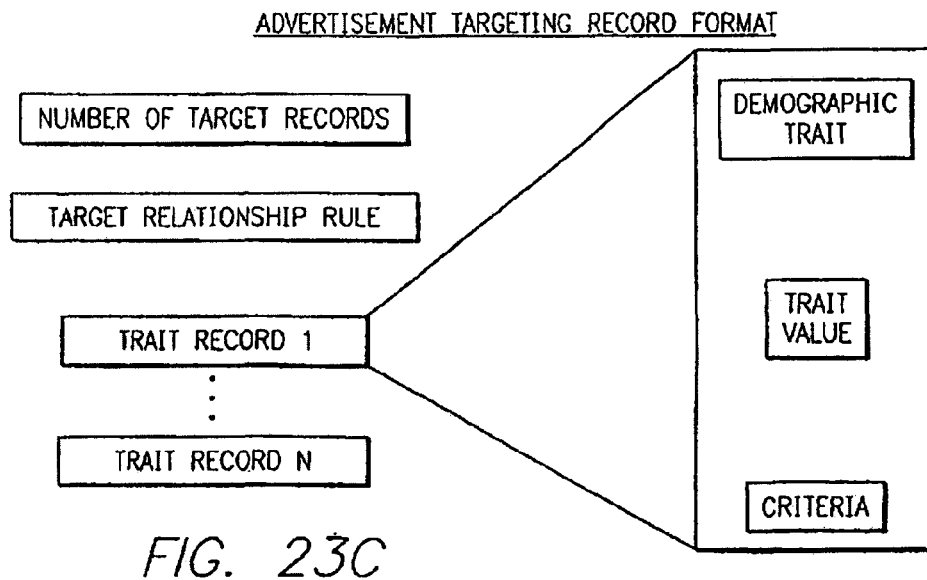 ADVERTISEMENT TARGETING RECORD FORMAT
NUMBER OF TARGET RECORDS
TARGET RELATIONSHIP RULE
TRAIT RECORD 1
TRAIT RECORD N
DEMOGRAPHIC
TRAIT
TRAIT
VALUE
CRITERIA
FIG. 23C